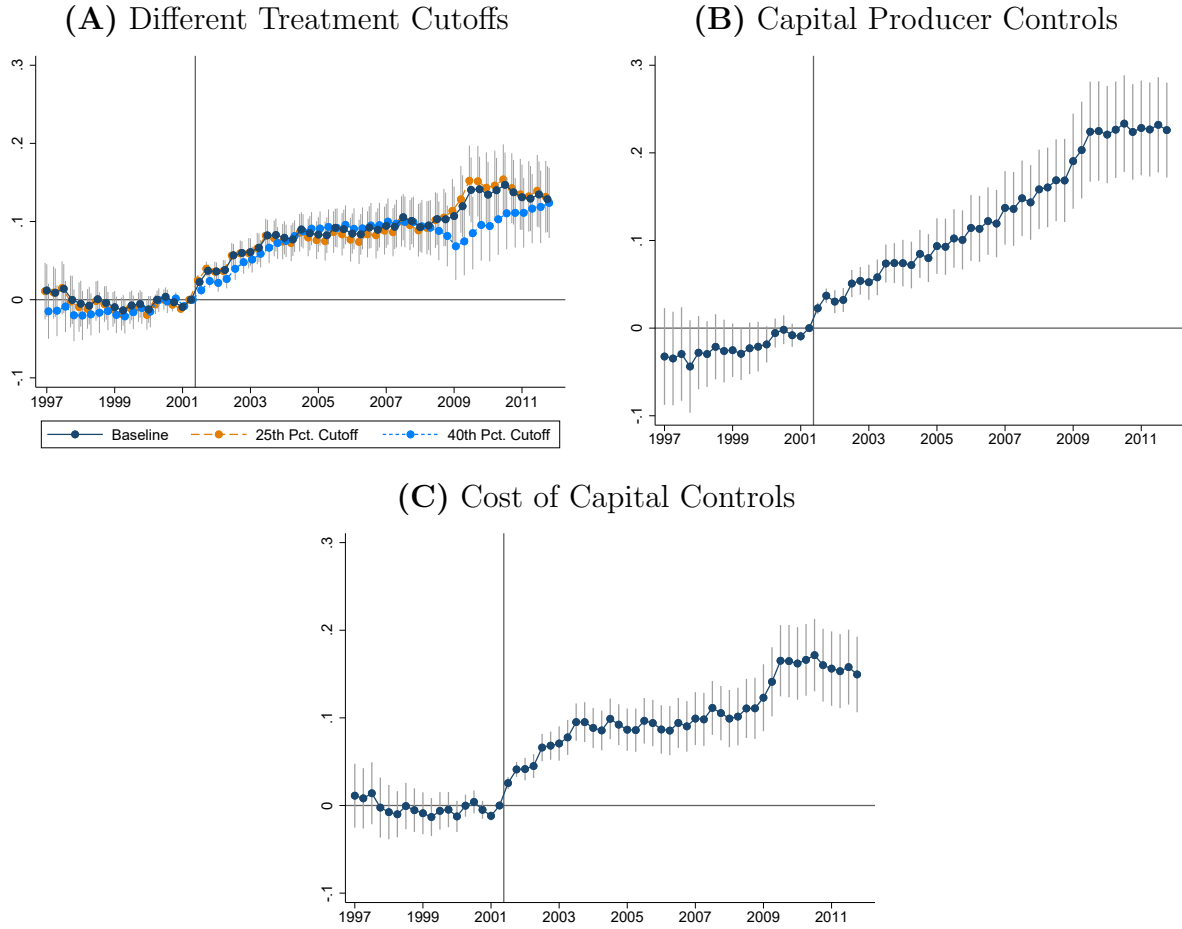 (A) Different Treatment Cutoffs
.3
.2
.1
0
-.1
1997 1999 2001 2003 2005 2007 2009 2011
Baseline 25th Pct. Cutoff 40th Pct. Cutoff
(B) Capital Producer Controls
.3
.2
.1
0
-.1
1997 1999 2001 2003 2005 2007 2009 2011
(C) Cost of Capital Controls
.3
.2
.1
0
-.1
1997 1999 2001 2003 2005 2007 2009 2011